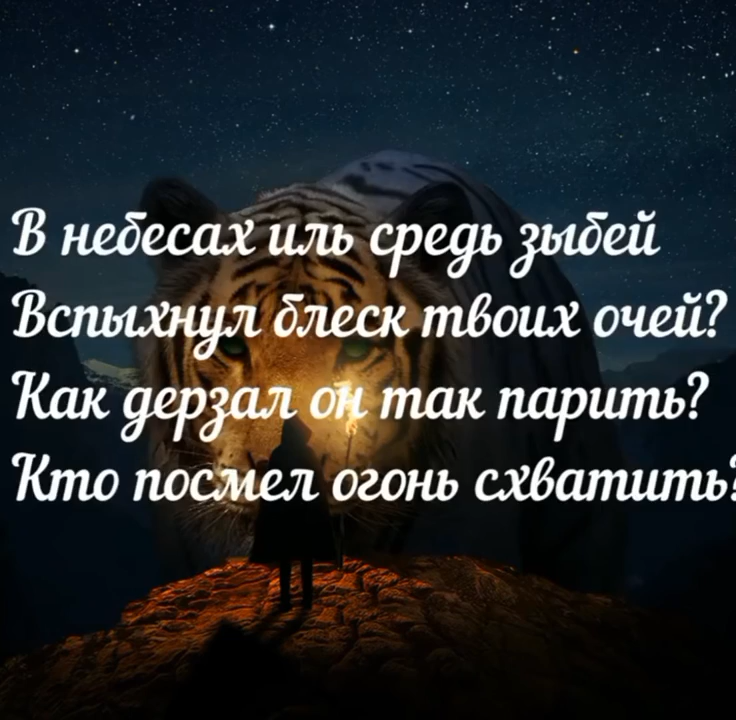 В небесах иль средь зыбей
Вспыхнул блеск твоих очей?
Как дерзал он так парить?
Кто посмел огонь схватить?